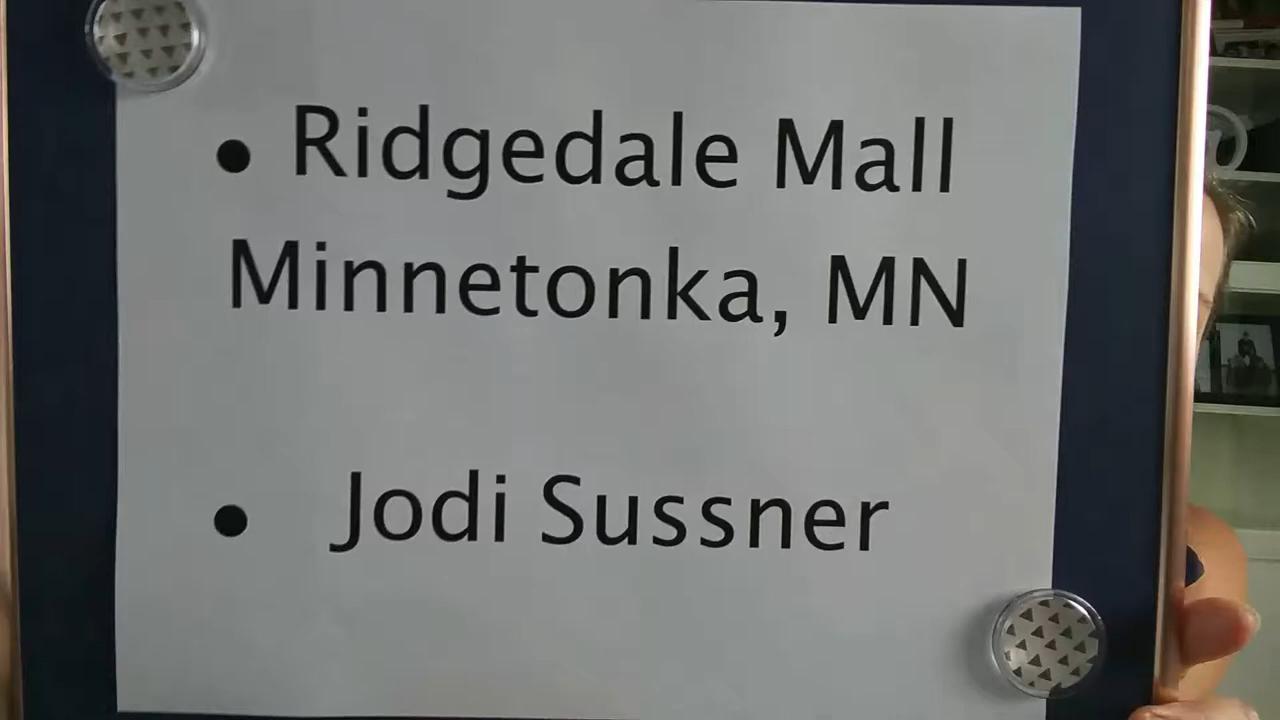 • Ridgedale Mall
Minnetonka, MN
• Jodi Sussner